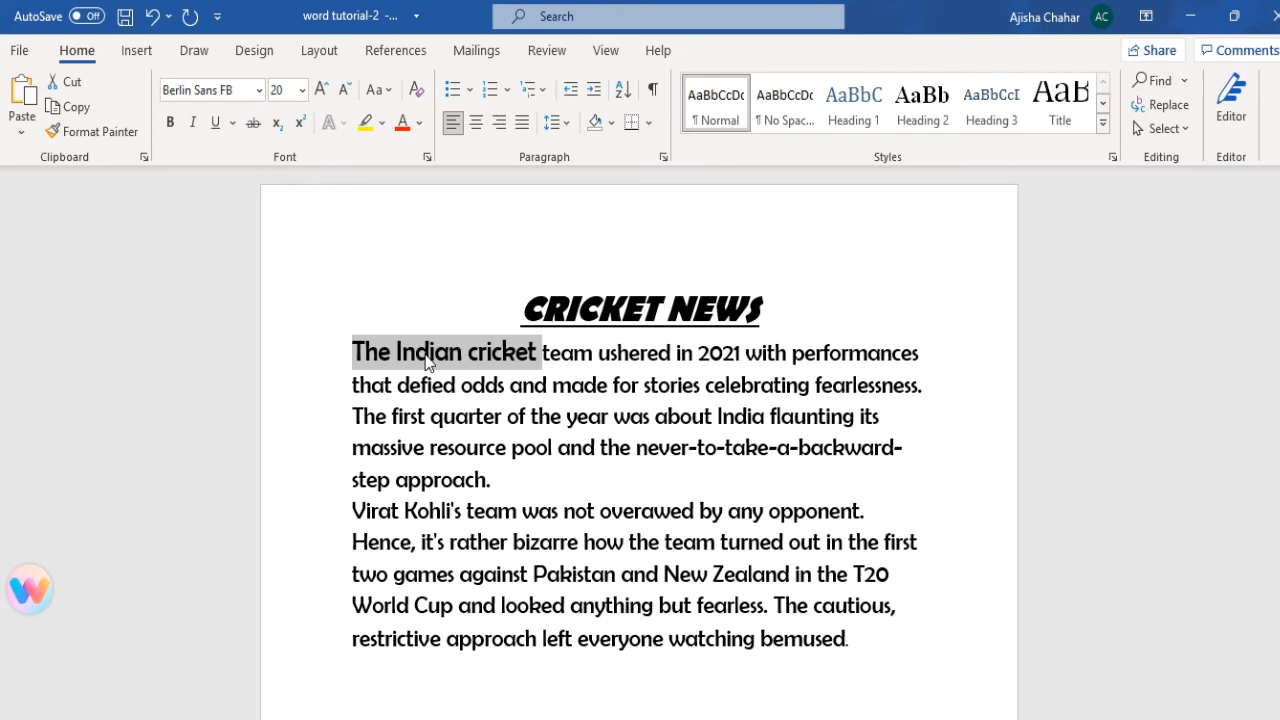 AutoSave Off word tutorial-2 -... Search Ajisha Chahar AC
File Home Insert Draw Design Layout References Mailings Review View Help Share Comments
Paste Cut Copy Format Painter
Clipboard
Berlin Sans FB 20 A A Aa A
B I U ab x₂ x² A A
Font
Paragraph
AaBbCcDc ¶ Normal
AaBbCcDc ¶ No Spac...
AaBbC Heading 1
AaBb Heading 2
AaBbCcI Heading 3
AaB Title
Styles
Find
Replace
Select
Editing
Editor
Editor
CRICKET NEWS
The Indian cricket team ushered in 2021 with performances
that defied odds and made for stories celebrating fearlessness.
The first quarter of the year was about India flaunting its
massive resource pool and the never-to-take-a-backward-
step approach.
Virat Kohli's team was not overawed by any opponent.
Hence, it's rather bizarre how the team turned out in the first
two games against Pakistan and New Zealand in the T20
World Cup and looked anything but fearless. The cautious,
restrictive approach left everyone watching bemused.